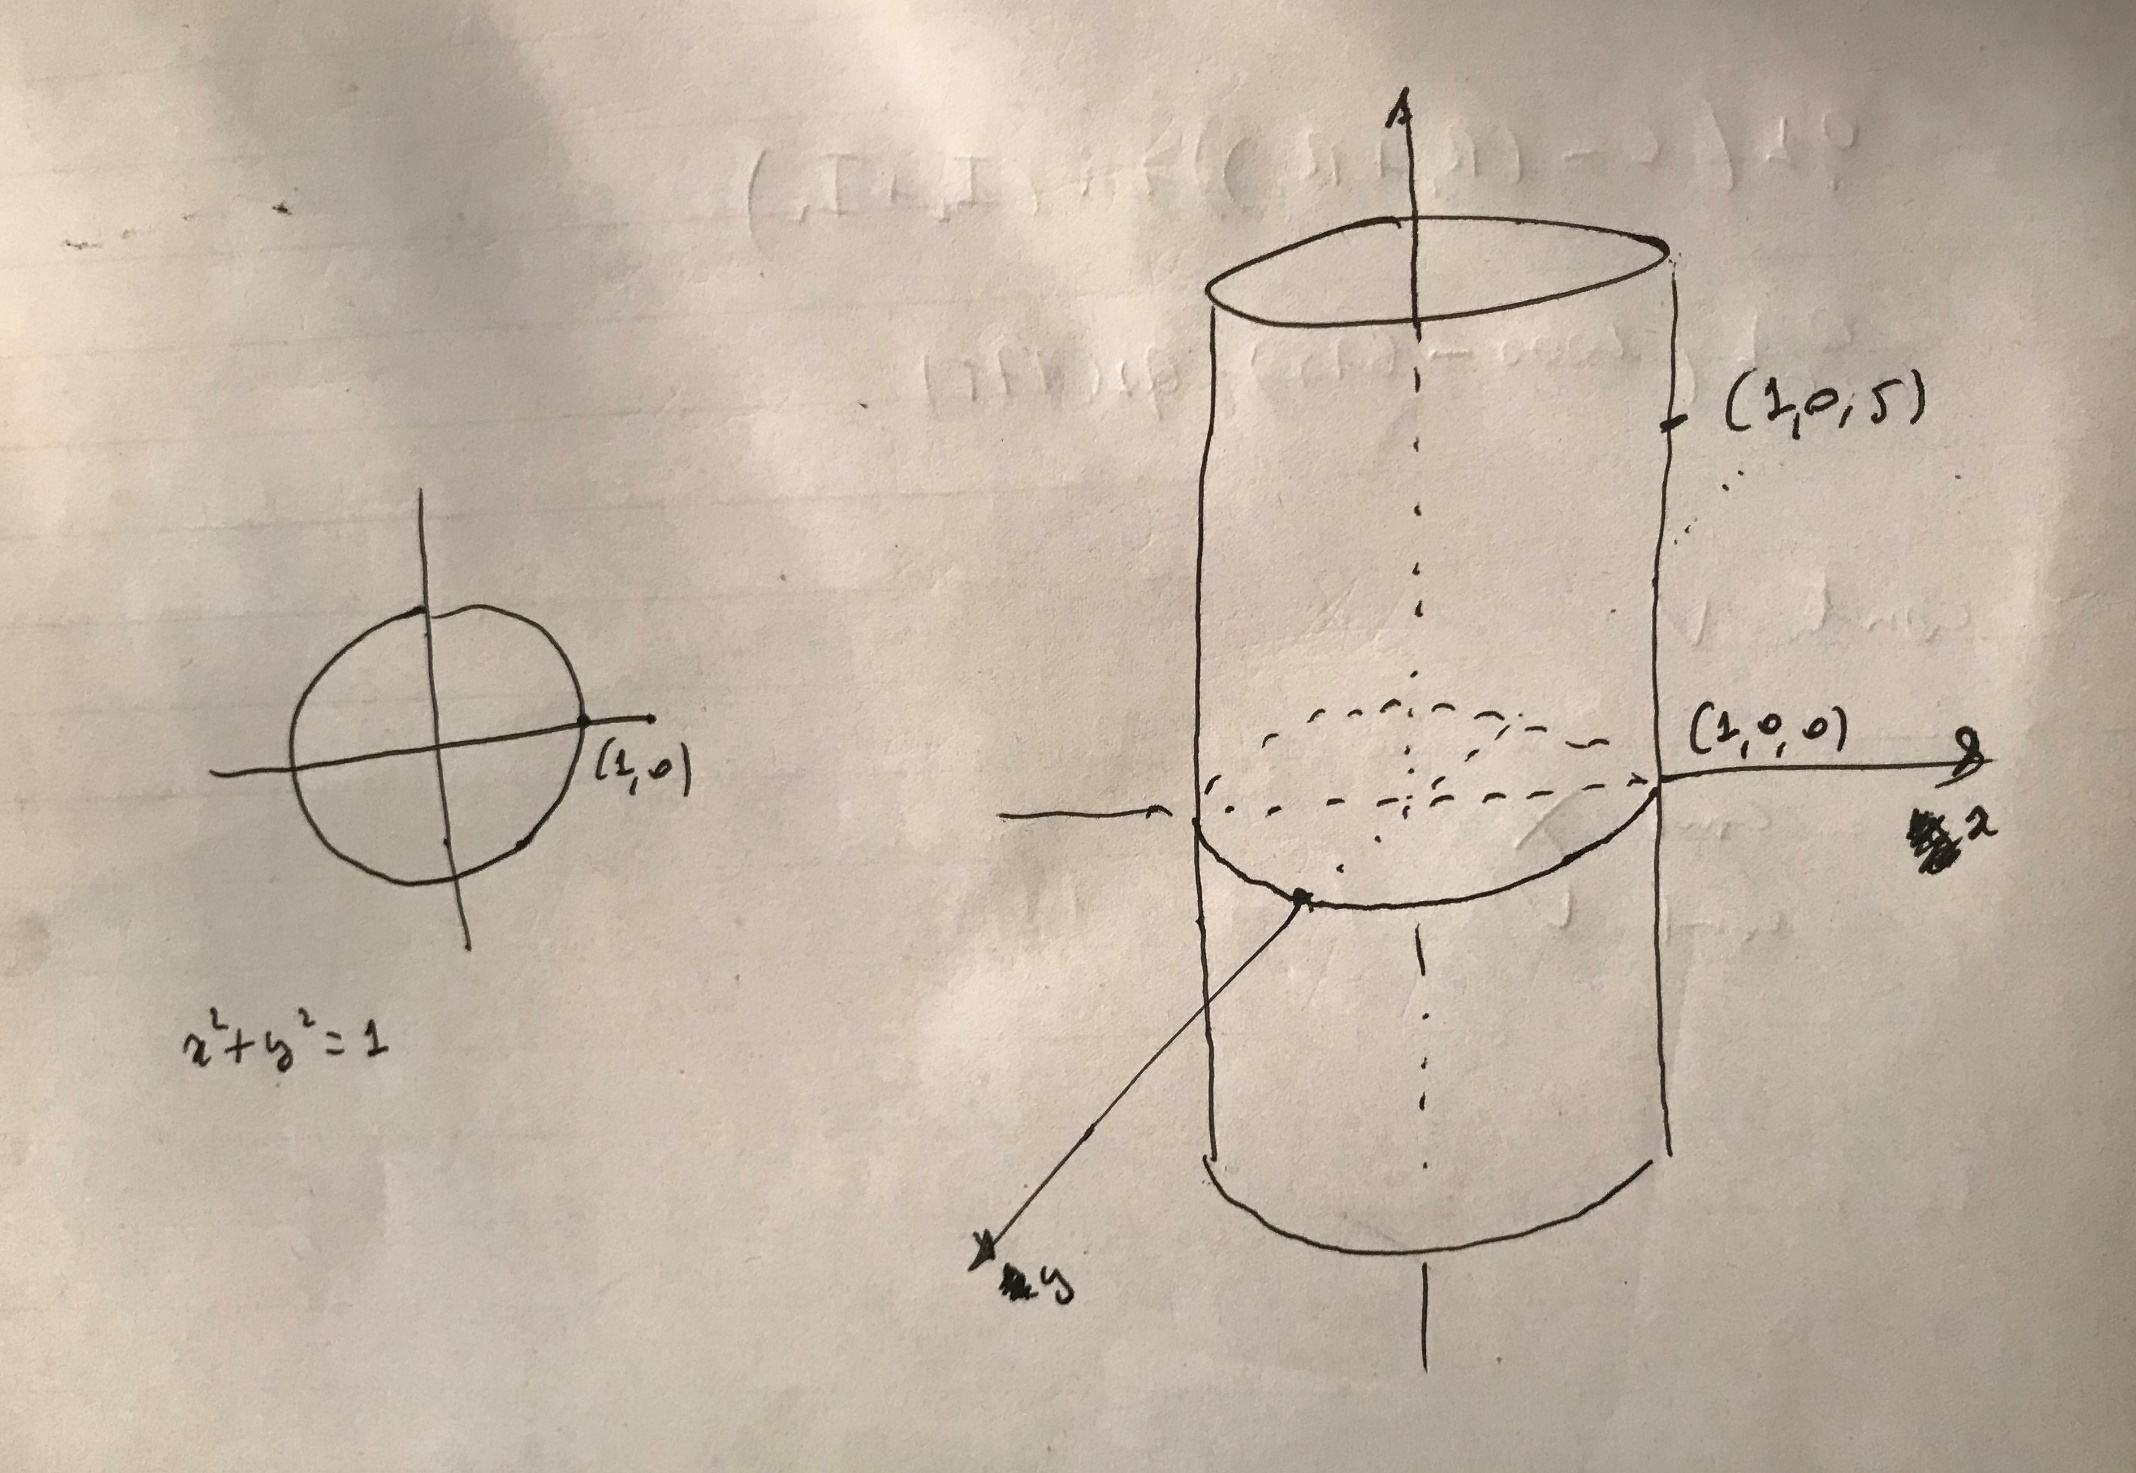 (1,0,5)
(1,0,0)
x
(1,0)
x²+y²=1
y